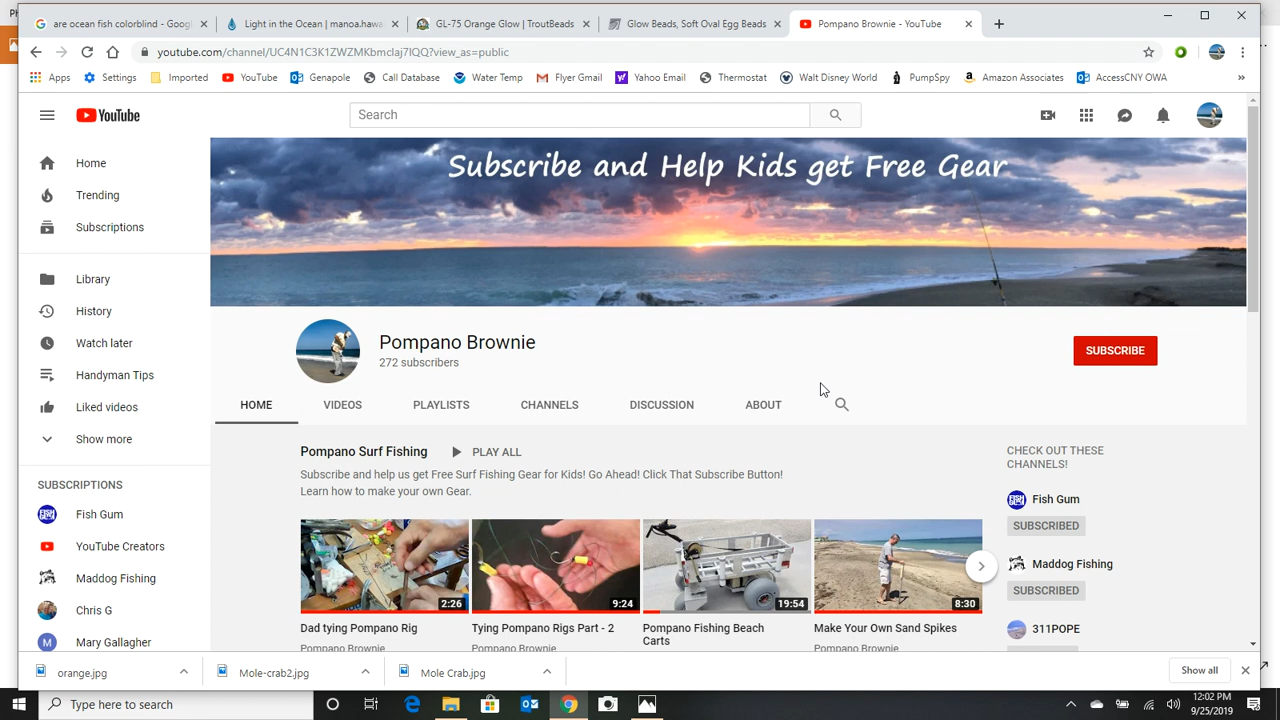 are ocean fish colorblind - Goog
Light in the Ocean | manoa.hawa
GL-75 Orange Glow | TroutBeads
Glow Beads, Soft Oval Egg Beads
Pompano Brownie - YouTube
youtube.com/channel/UC4N1C3K1ZWZMKbmcIaj7IQQ?view_as=public
Apps Settings Imported YouTube Genapole Call Database Water Temp Flyer Gmail Yahoo Email Thermostat Walt Disney World PumpSpy Amazon Associates AccessCNY OWA »
YouTube
Search
Subscribe and Help Kids get Free Gear
Home
Trending
Subscriptions
Library
History
Watch later
Handyman Tips
Liked videos
Show more
SUBSCRIPTIONS
Fish Gum
YouTube Creators
Maddog Fishing
Chris G
Mary Gallagher
Pompano Brownie
272 subscribers
SUBSCRIBE
HOME VIDEOS PLAYLISTS CHANNELS DISCUSSION ABOUT
Pompano Surf Fishing PLAY ALL
Subscribe and help us get Free Surf Fishing Gear for Kids! Go Ahead! Click That Subscribe Button!
Learn how to make your own Gear.
2:26
9:24
19:54
8:30
Dad tying Pompano Rig
Pompano Brownie
Tying Pompano Rigs Part - 2
Pompano Brownie
Pompano Fishing Beach
Carts
Make Your Own Sand Spikes
Pompano Brownie
CHECK OUT THESE
CHANNELS!
Fish Gum
SUBSCRIBED
Maddog Fishing
SUBSCRIBED
311POPE
orange.jpg
Mole-crab2.jpg
Mole Crab.jpg
Show all
Type here to search
12:02 PM
9/25/2019